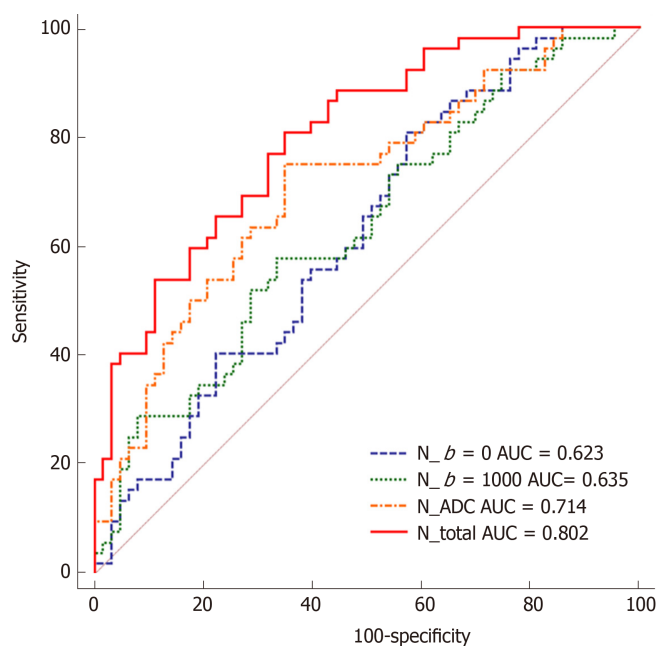 100
80
60
40
20
0
Sensitivity
0 20 40 60 80 100
100-specificity
N_ b = 0 AUC = 0.623
N_ b = 1000 AUC= 0.635
N_ADC AUC = 0.714
N_total AUC = 0.802